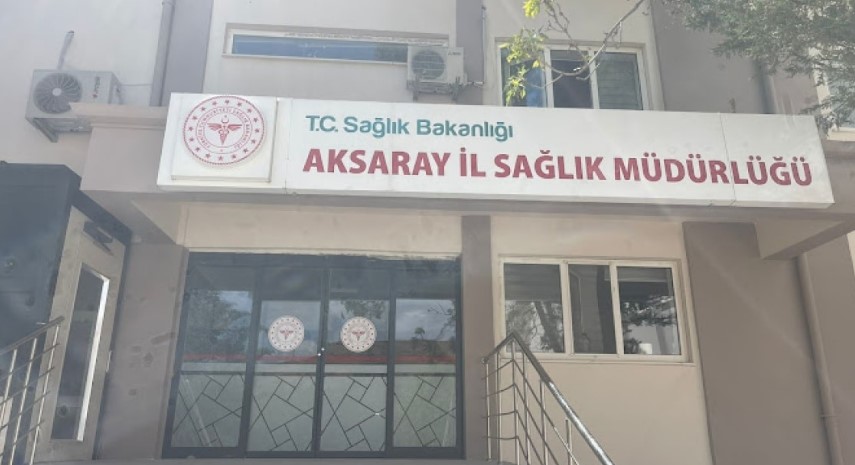 T.C. Sağlık Bakanlığı
AKSARAY İL SAĞLIK MÜDÜRLÜĞÜ